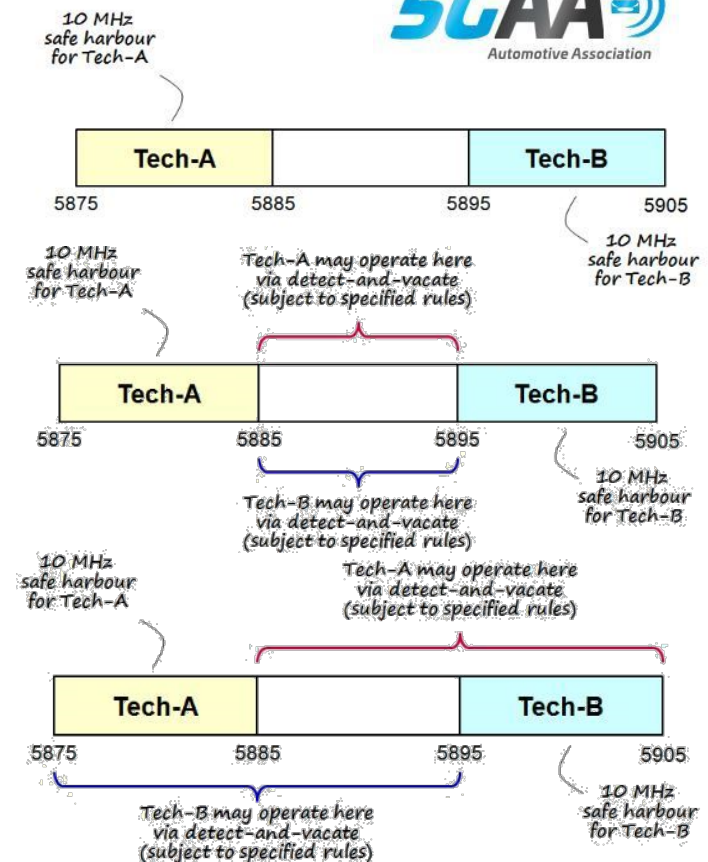 5GAA
Automotive Association
10 MHz
safe harbour
for Tech-A
Tech-A
Tech-B
5875
5885
5895
5905
10 MHz
safe harbour
for Tech-B
10 MHz
safe harbour
for Tech-A
Tech-A may operate here
via detect-and-vacate
(subject to specified rules)
Tech-A
Tech-B
5875
5885
5895
5905
10 MHz
safe harbour
for Tech-B
Tech-B may operate here
via detect-and-vacate
(subject to specified rules)
10 MHz
safe harbour
for Tech-A
Tech-A may operate here
via detect-and-vacate
(subject to specified rules)
Tech-A
Tech-B
5875
5885
5895
5905
10 MHz
safe harbour
for Tech-B
Tech-B may operate here
via detect-and-vacate
(subject to specified rules)